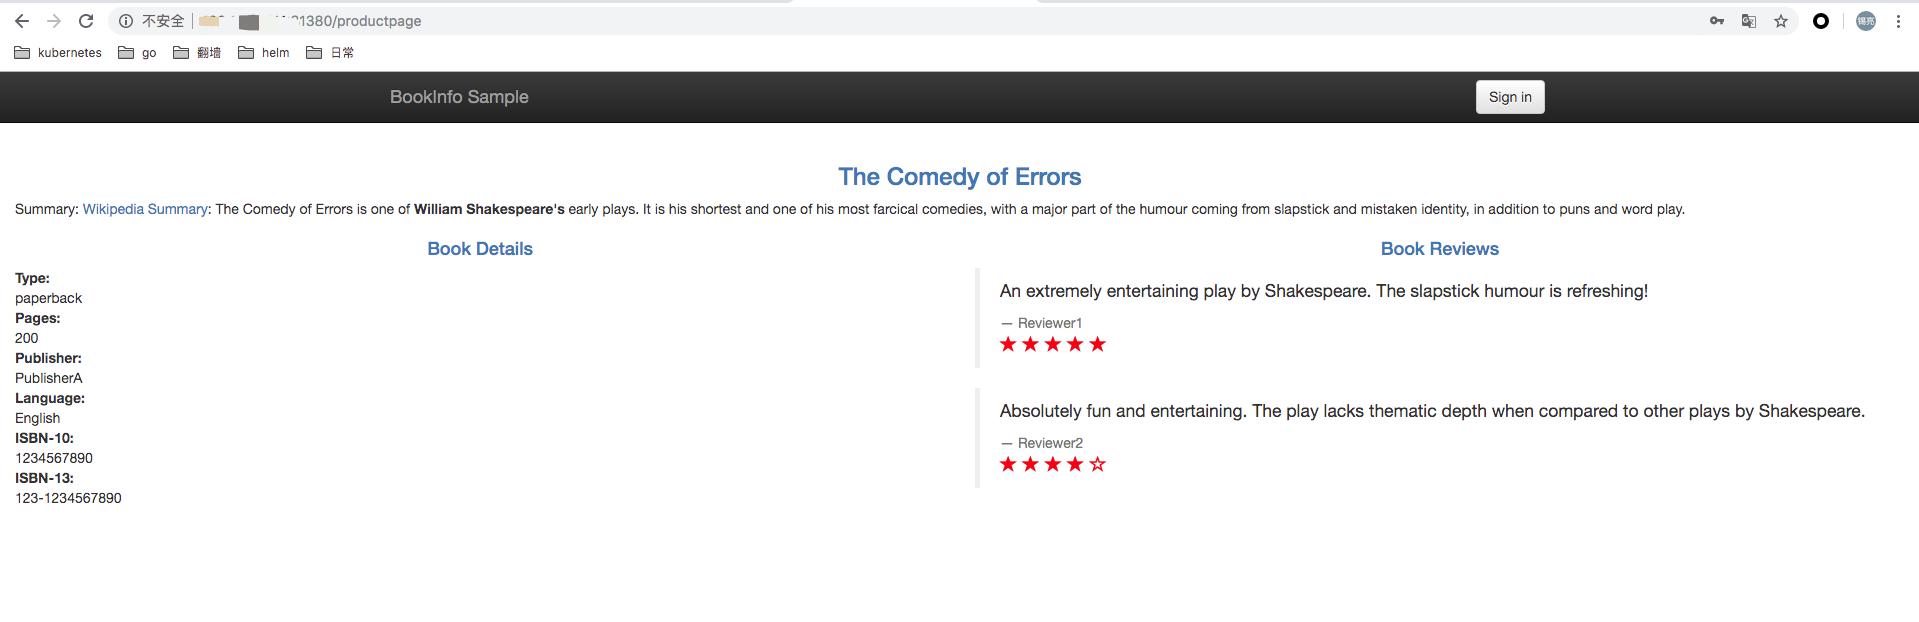 不安全 1380/productpage
kubernetes go 翻墙 helm 日常
BookInfo Sample
Sign in
The Comedy of Errors
Summary: Wikipedia Summary: The Comedy of Errors is one of William Shakespeare's early plays. It is his shortest and one of his most farcical comedies, with a major part of the humour coming from slapstick and mistaken identity, in addition to puns and word play.
Book Details
Type:
paperback
Pages:
200
Publisher:
PublisherA
Language:
English
ISBN-10:
1234567890
ISBN-13:
123-1234567890
Book Reviews
An extremely entertaining play by Shakespeare. The slapstick humour is refreshing!
— Reviewer1
Absolutely fun and entertaining. The play lacks thematic depth when compared to other plays by Shakespeare.
— Reviewer2